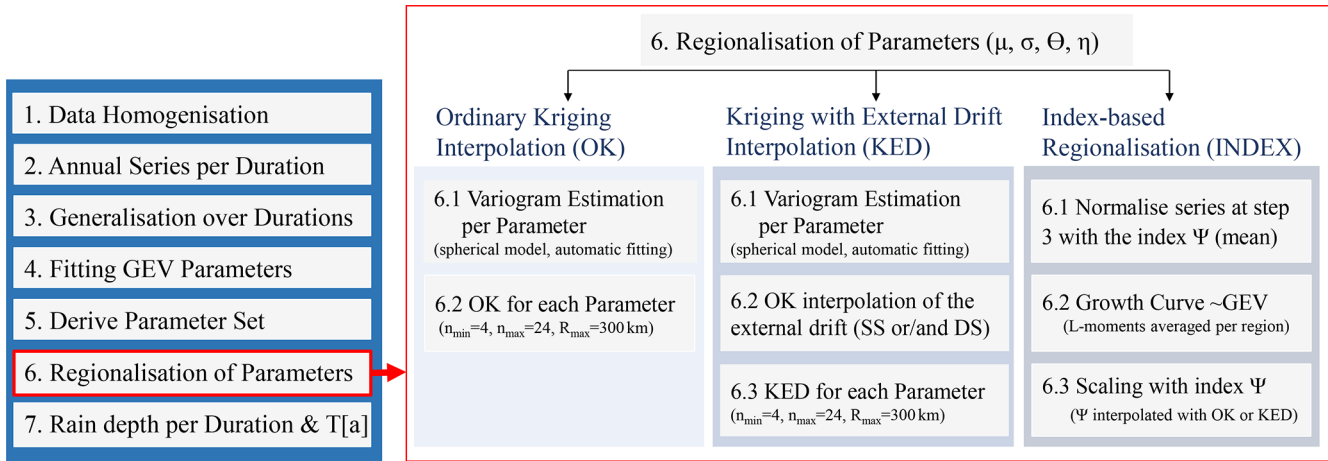 1. Data Homogenisation
2. Annual Series per Duration
3. Generalisation over Durations
4. Fitting GEV Parameters
5. Derive Parameter Set
6. Regionalisation of Parameters
7. Rain depth per Duration & T[a]
6. Regionalisation of Parameters (μ, σ, Θ, η)
Ordinary Kriging
Interpolation (OK)
6.1 Variogram Estimation
per Parameter
(spherical model, automatic fitting)
6.2 OK for each Parameter
(nmin=4, nmax=24, Rmax=300 km)
Kriging with External Drift
Interpolation (KED)
6.1 Variogram Estimation
per Parameter
(spherical model, automatic fitting)
6.2 OK interpolation of the
external drift (SS or/and DS)
6.3 KED for each Parameter
(nmin=4, nmax=24, Rmax=300 km)
Index-based
Regionalisation (INDEX)
6.1 Normalise series at step
3 with the index Ψ (mean)
6.2 Growth Curve ~GEV
(L-moments averaged per region)
6.3 Scaling with index Ψ
(Ψ interpolated with OK or KED)